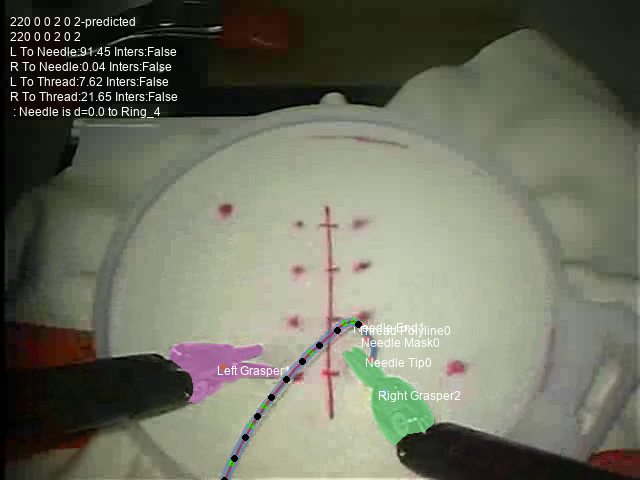 220 0 0 2 0 2-predicted
220 0 0 2 0 2
L To Needle:91.45 Inters:False
R To Needle:0.04 Inters:False
L To Thread:7.62 Inters:False
R To Thread:21.65 Inters:False
: Needle is d=0.0 to Ring_4
Needle End1
Thread Polyline0
Needle Mask0
Needle Tip0
Left Grasper1
Right Grasper2